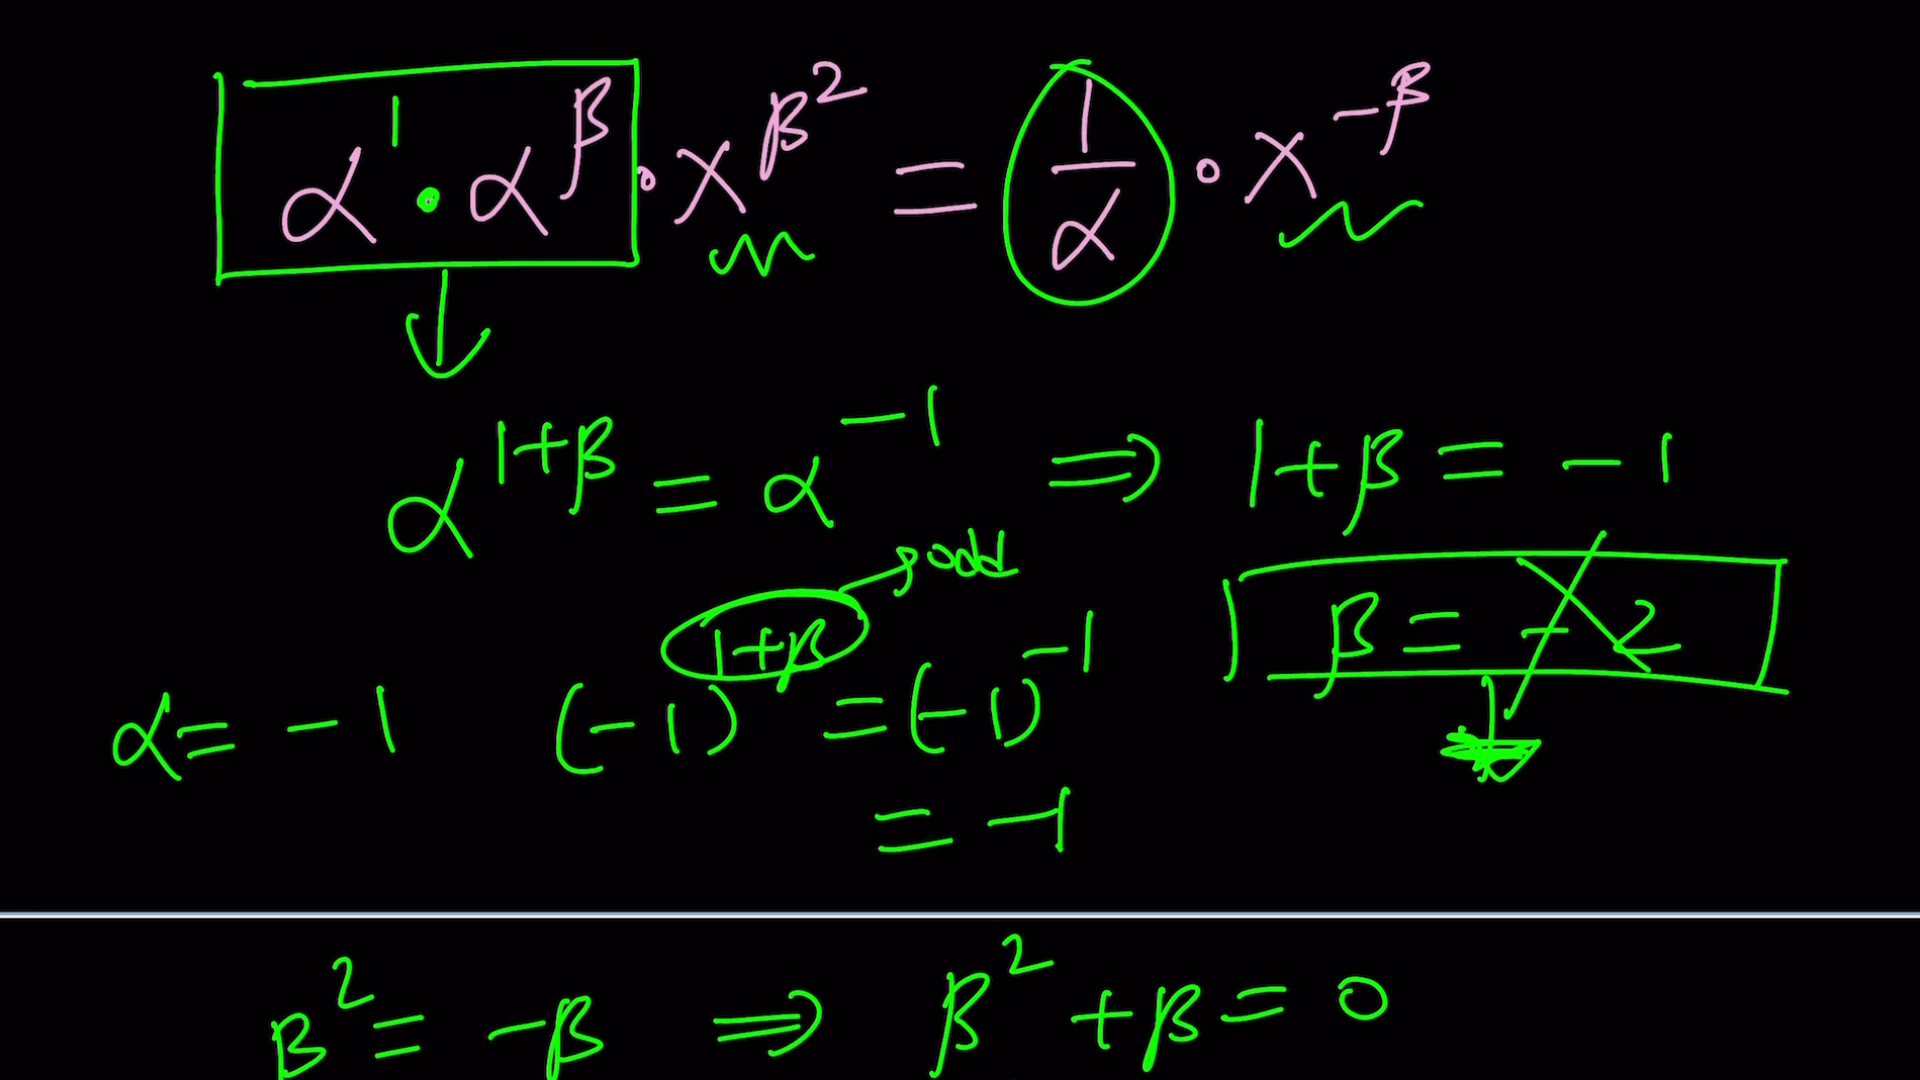 α¹ · α^β · x^(β²) = 1/α · x^(-β)
α^(1+β) = α^(-1) ⇒ 1+β = -1
odd
α = -1 (-1)^(1+β) = (-1)^(-1) β = -2
= -1
β² = -β ⇒ β² + β = 0